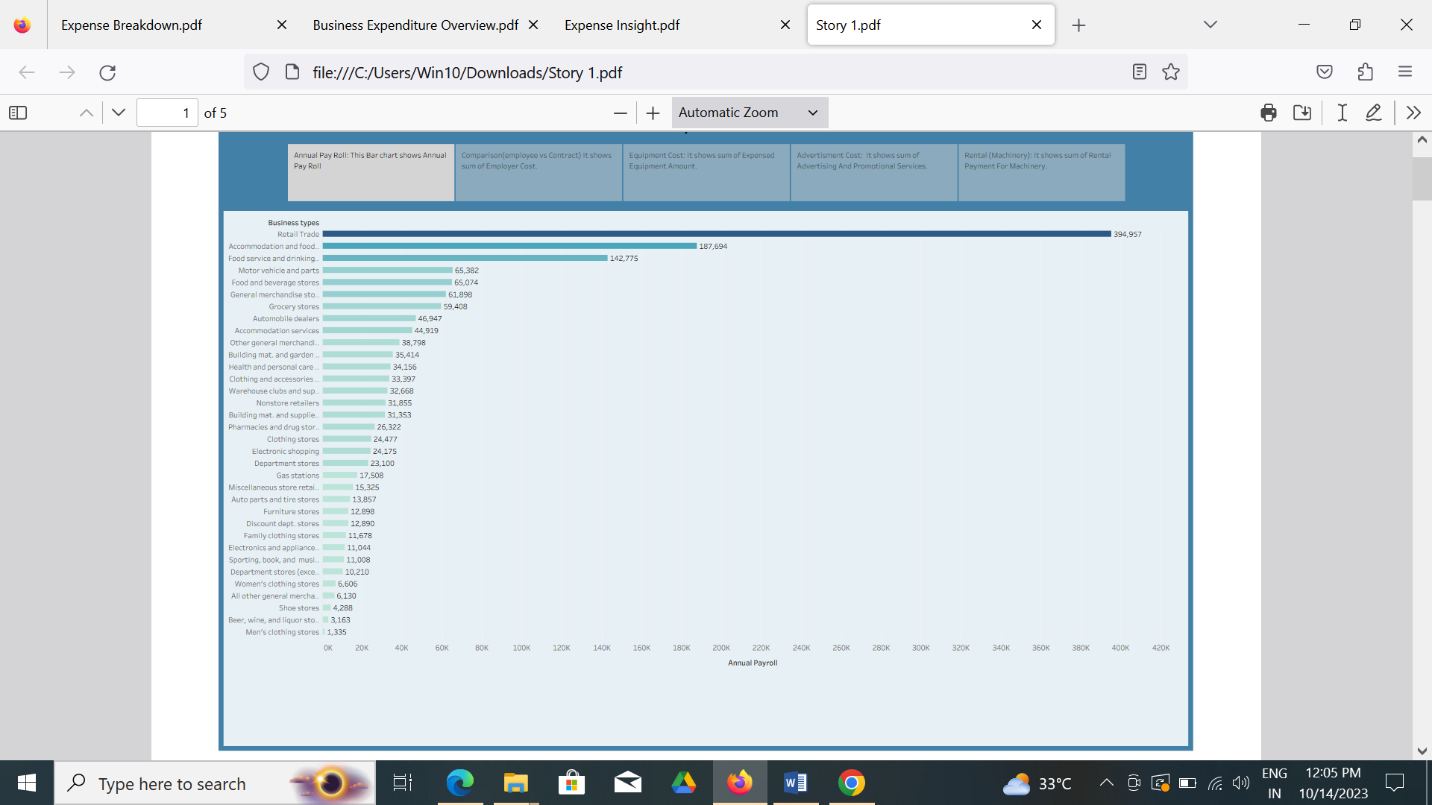 Expense Breakdown.pdf
Business Expenditure Overview.pdf
Expense Insight.pdf
Story 1.pdf
file:///C:/Users/Win10/Downloads/Story 1.pdf
1 of 5
Automatic Zoom
Annual Pay Roll: This Bar chart shows Annual
Pay Roll
Comparison(employee vs Contract) it shows
sum of Employer Cost.
Equipment Cost: it shows sum of Expensed
Equipment Amount.
Advertisment Cost: it shows sum of
Advertising And Promotional Services.
Rental (Machinery): It shows sum of Rental
Payment For Machinery.
Business types
Retail Trade 394,957
Accommodation and food.. 187,694
Food service and drinking.. 142,775
Motor vehicle and parts 65,382
Food and beverage stores 65,074
General merchandise sto.. 61,898
Grocery stores 59,408
Automobile dealers 46,947
Accommodation services 44,919
Other general merchandi.. 38,798
Building mat. and garden .. 35,414
Health and personal care .. 34,156
Clothing and accessories .. 33,397
Warehouse clubs and sup.. 32,668
Nonstore retailers 31,855
Building mat. and supplie.. 31,353
Pharmacies and drug stor.. 26,322
Clothing stores 24,477
Electronic shopping 24,175
Department stores 23,100
Gas stations 17,508
Miscellaneous store retai.. 15,325
Auto parts and tire stores 13,857
Furniture stores 12,898
Discount dept. stores 12,890
Family clothing stores 11,678
Electronics and appliance.. 11,044
Sporting, book, and musi.. 11,008
Department stores (exce.. 10,210
Women's clothing stores 6,606
All other general mercha.. 6,130
Shoe stores 4,288
Beer, wine, and liquor sto.. 3,163
Men's clothing stores 1,335
0K 20K 40K 60K 80K 100K 120K 140K 160K 180K 200K 220K 240K 260K 280K 300K 320K 340K 360K 380K 400K 420K
Annual Payroll
Type here to search
33°C
ENG
IN
12:05 PM
10/14/2023